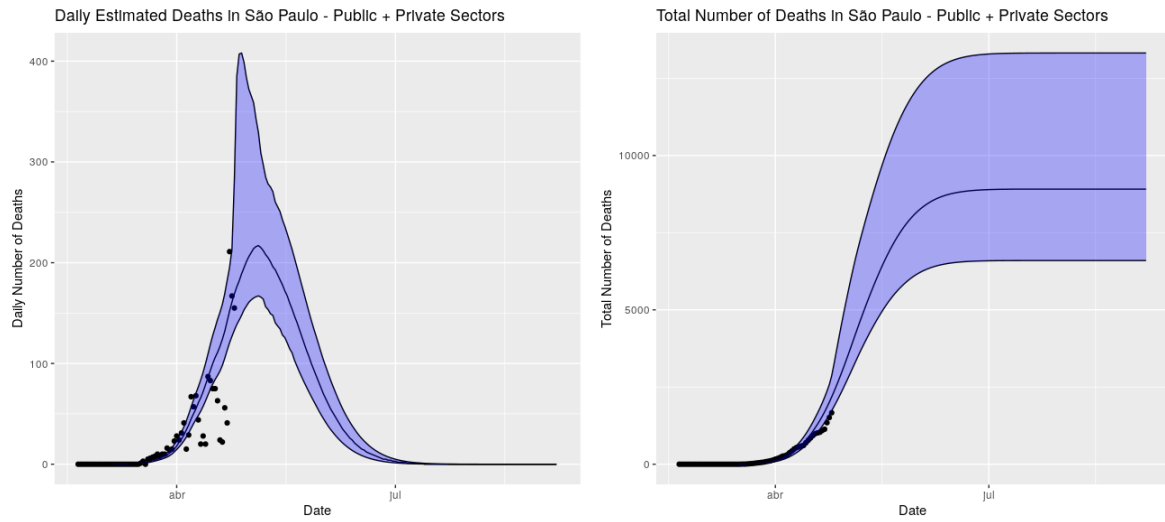 Daily Estimated Deaths in São Paulo - Public + Private Sectors
400
300
200
100
0
Daily Number of Deaths
abr
jul
Date
Total Number of Deaths in São Paulo - Public + Private Sectors
10000
5000
0
Total Number of Deaths
abr
jul
Date